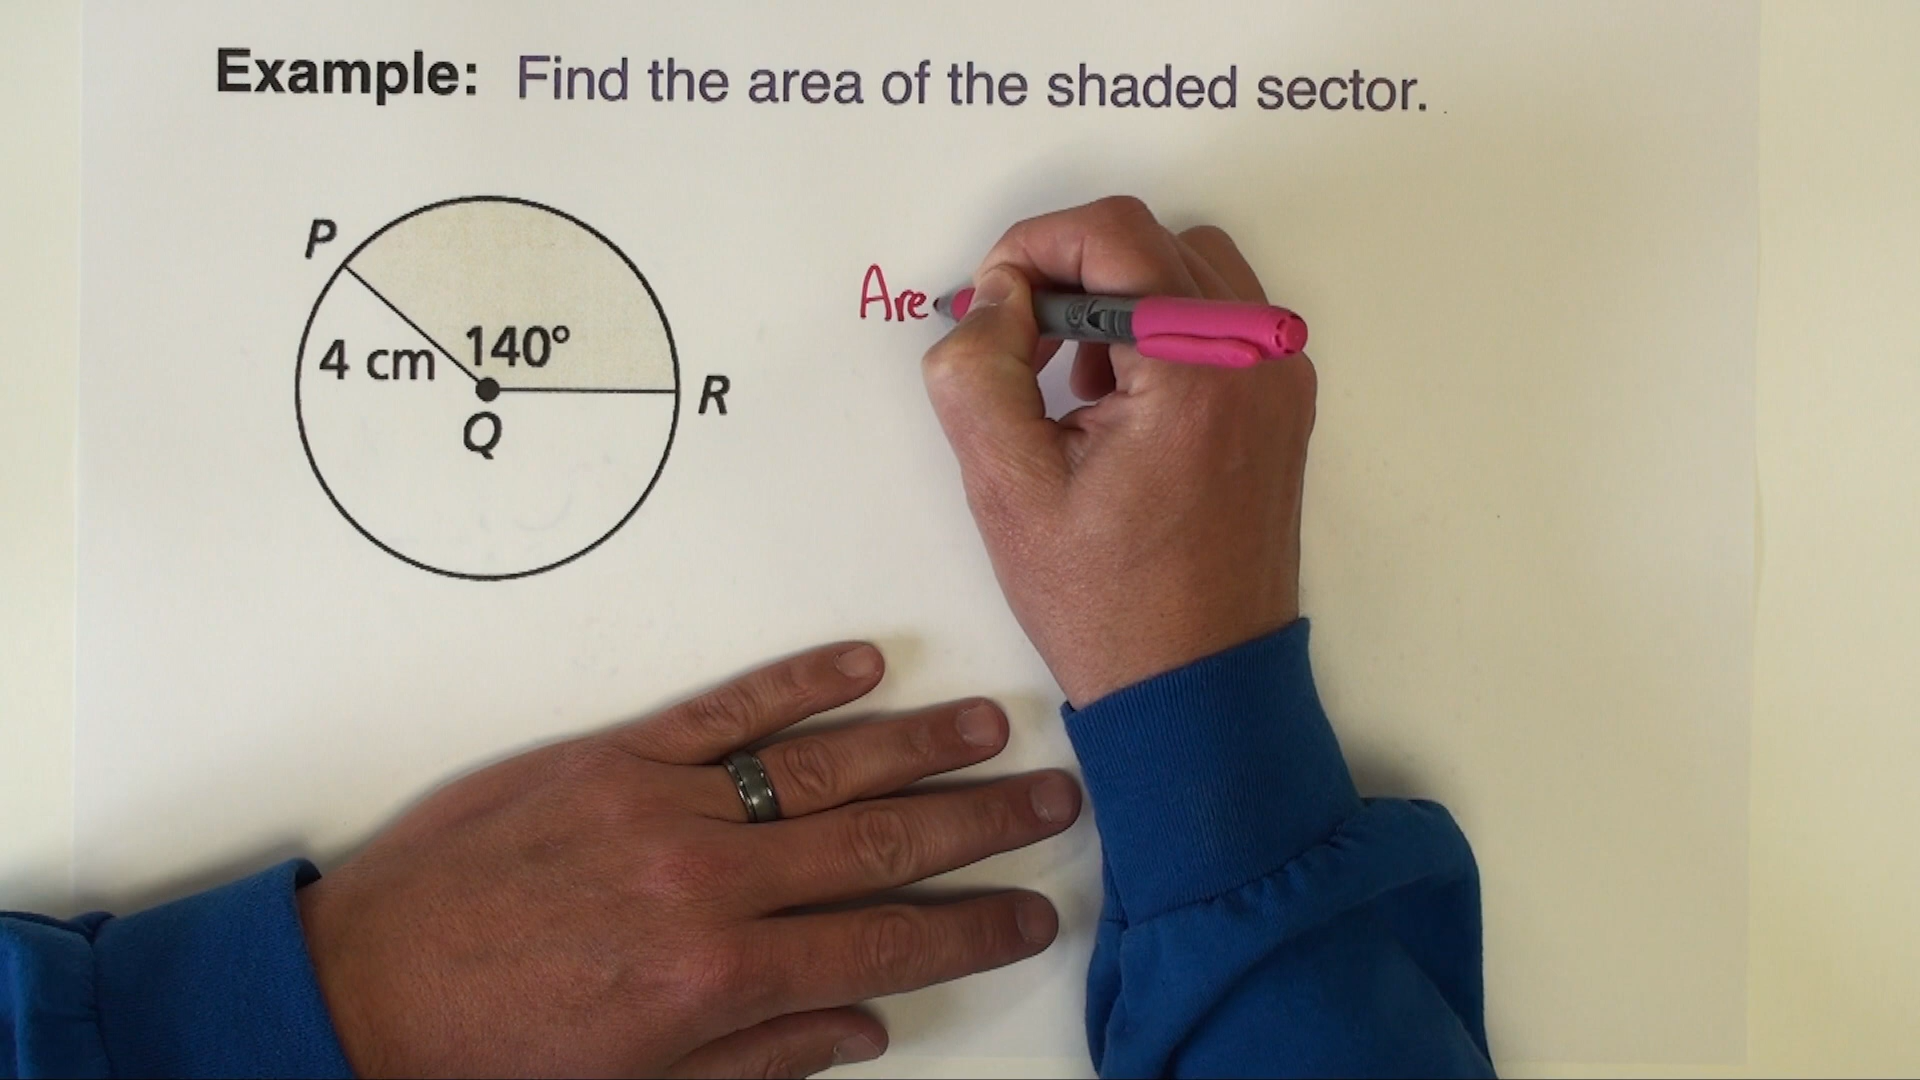 Example: Find the area of the shaded sector.
P
4 cm 140°
R
Q
Are